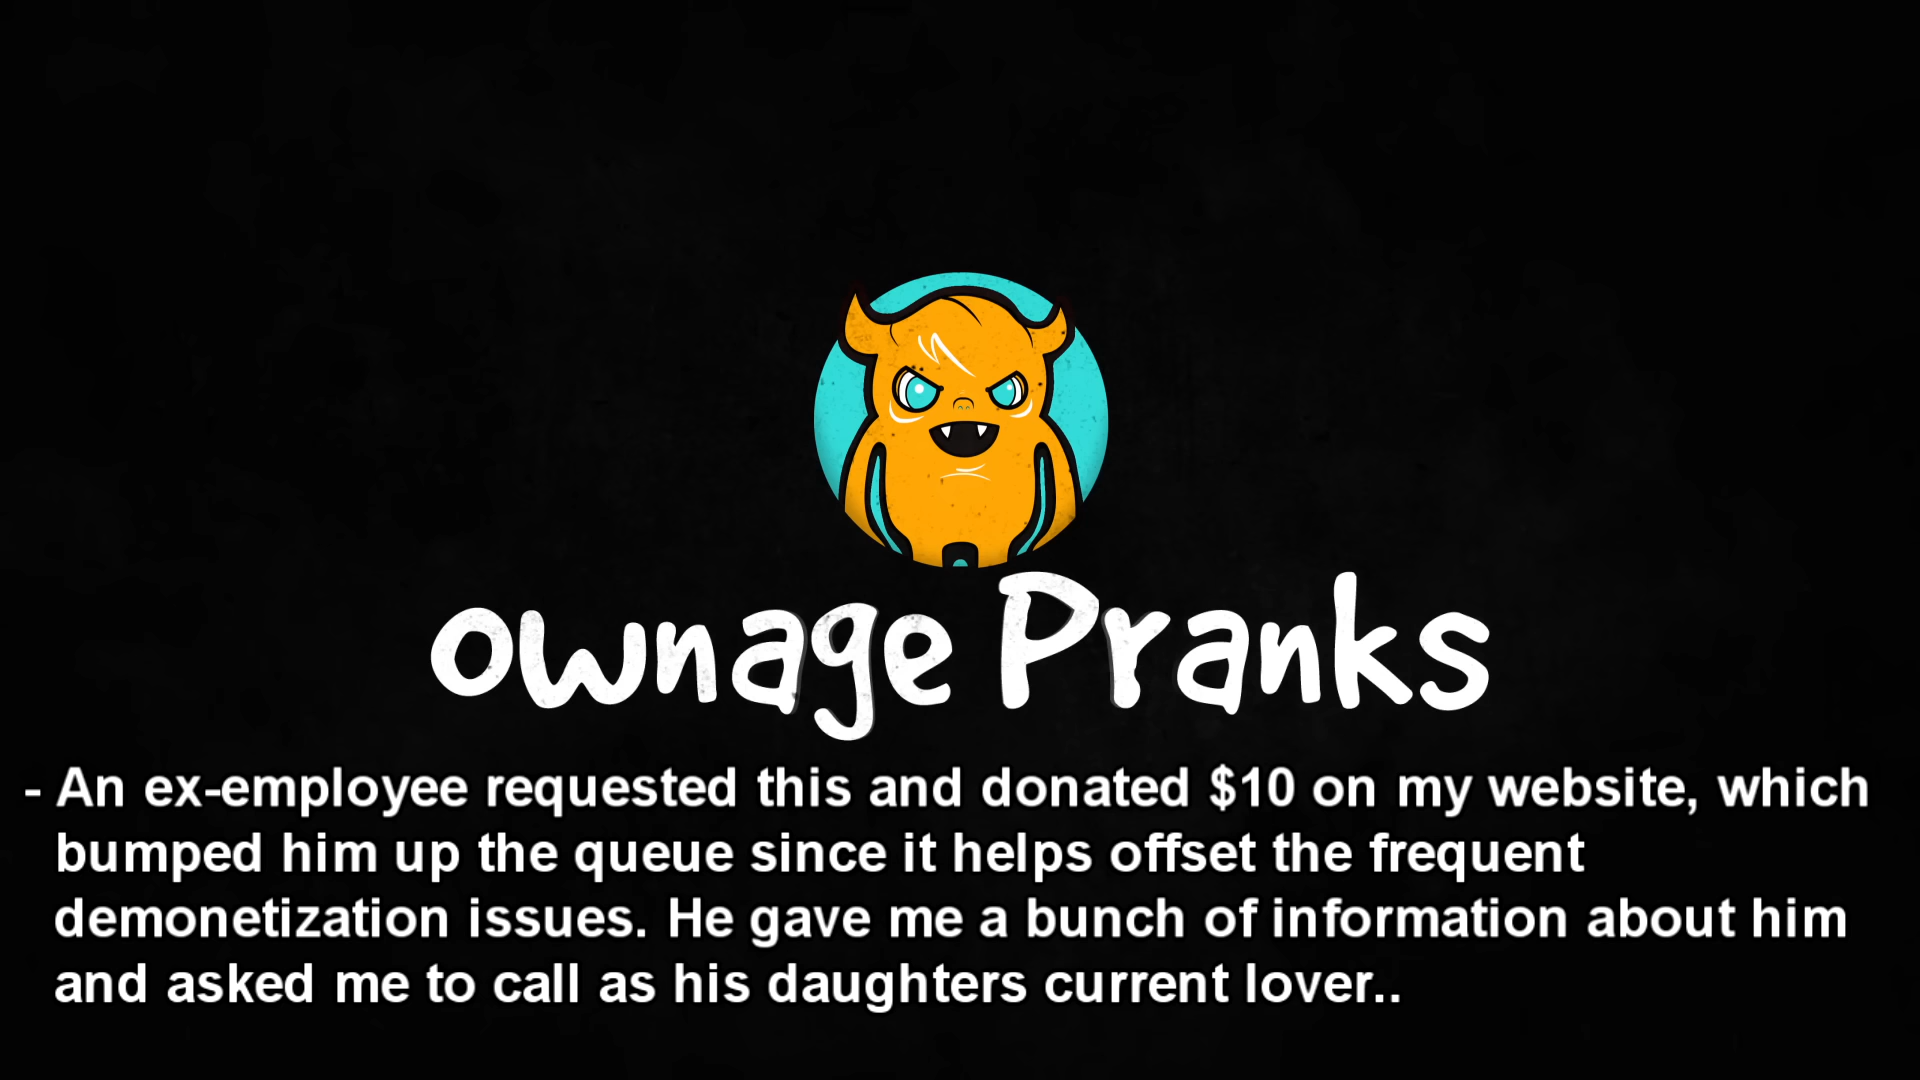 ownage Pranks
- An ex-employee requested this and donated $10 on my website, which
bumped him up the queue since it helps offset the frequent
demonetization issues. He gave me a bunch of information about him
and asked me to call as his daughters current lover..